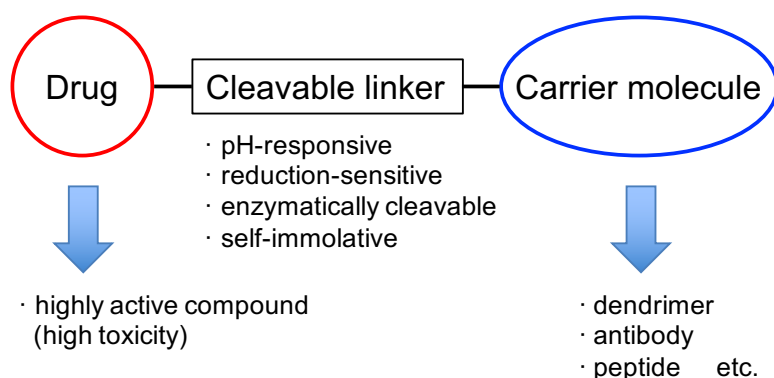 Drug
Cleavable linker
Carrier molecule
· pH-responsive
· reduction-sensitive
· enzymatically cleavable
· self-immolative
· highly active compound
(high toxicity)
· dendrimer
· antibody
· peptide etc.